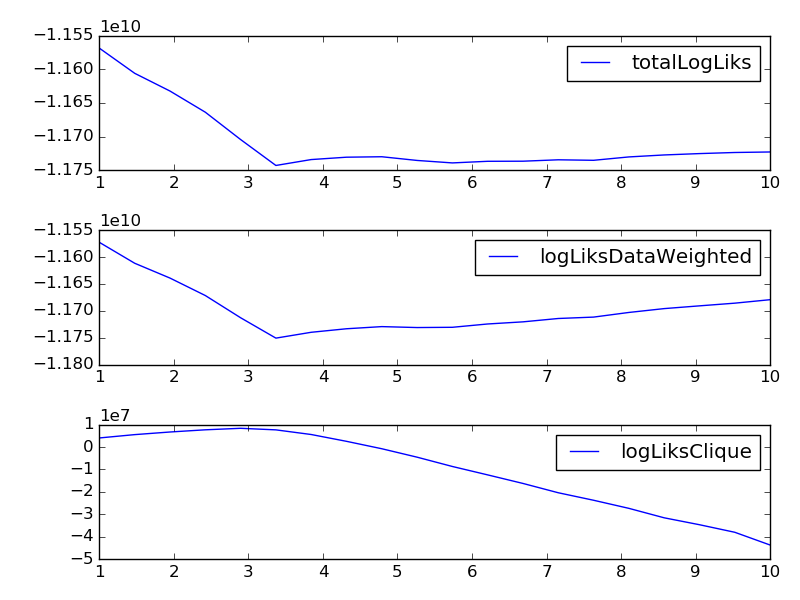 1e10
−1.155
−1.160
−1.165
−1.170
−1.175
totalLogLiks
1 2 3 4 5 6 7 8 9 10
1e10
−1.155
−1.160
−1.165
−1.170
−1.175
−1.180
logLiksDataWeighted
1 2 3 4 5 6 7 8 9 10
1e7
1
0
−1
−2
−3
−4
−5
logLiksClique
1 2 3 4 5 6 7 8 9 10